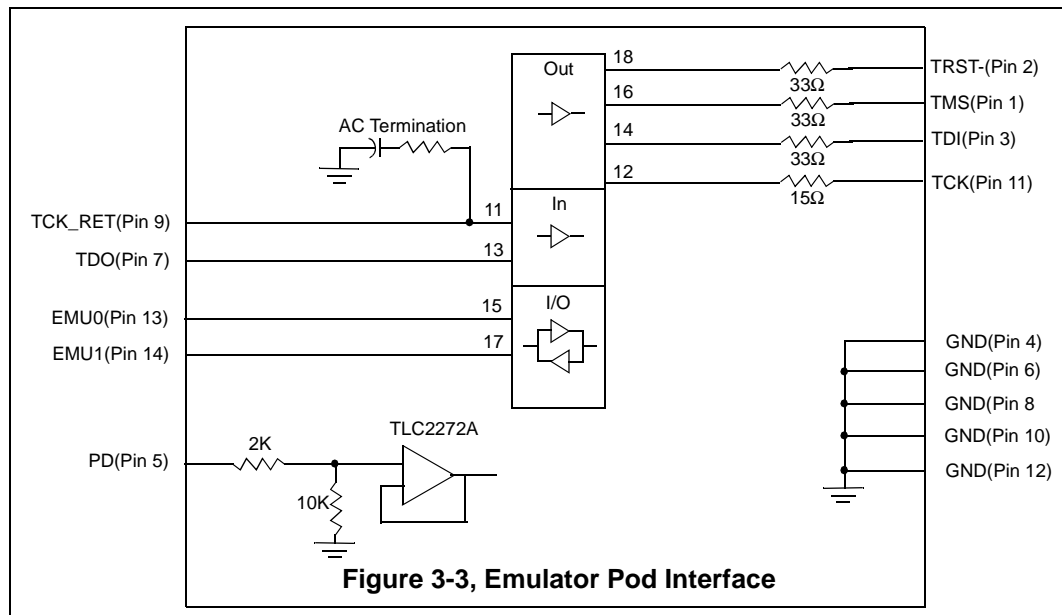 Out
18
TRST-(Pin 2)
33Ω
16
TMS(Pin 1)
33Ω
14
TDI(Pin 3)
33Ω
12
TCK(Pin 11)
15Ω
AC Termination
TCK_RET(Pin 9)
11
In
TDO(Pin 7)
13
I/O
EMU0(Pin 13)
15
EMU1(Pin 14)
17
GND(Pin 4)
GND(Pin 6)
GND(Pin 8
GND(Pin 10)
GND(Pin 12)
TLC2272A
PD(Pin 5)
2K
10K
Figure 3-3, Emulator Pod Interface